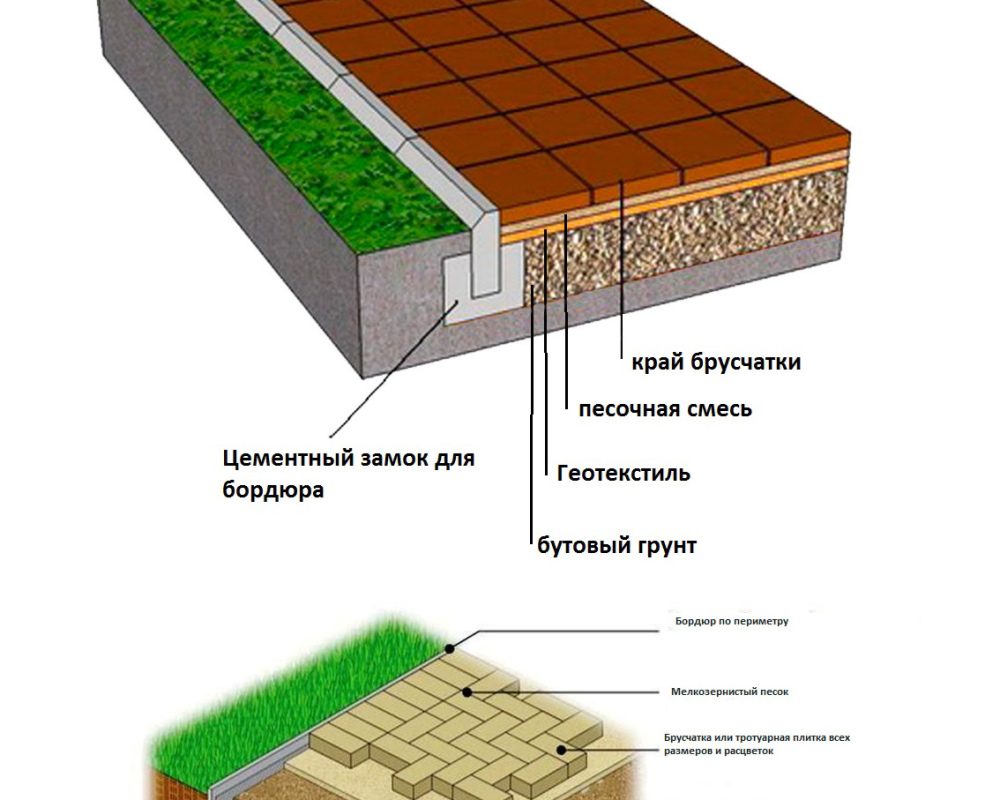 край брусчатки
песочная смесь
Цементный замок для
бордюра
Геотекстиль
бутовый грунт
Бордюр по периметру
Мелкозернистый песок
Брусчатка или тротуарная плитка всех
размеров и расцветок